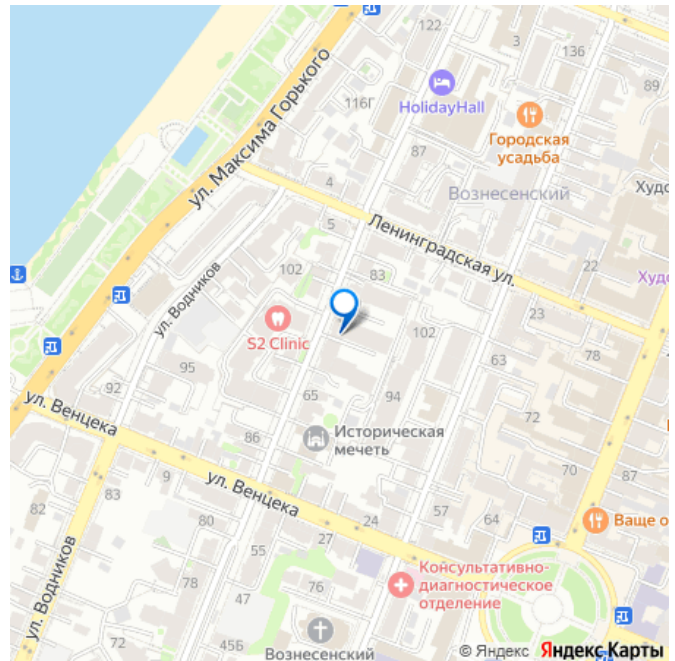 3
136
89
116Г
ул. Максима Горького
HolidayHall
Городская
усадьба
87
4
Вознесенский
Худо
5
Ленинградская ул.
ул. Водников
102
83
22
Худо
S2 Clinic
23
102
78
63
95
92
65
94
ул. Венцека
86
Историческая
мечеть
72
70
87
9
ул. Венцека
83
82
80
24
57
64
Ваще о
27
55
ул. Водников
78
47
76
Консультативно-
диагностическое
отделение
72
45Б
Вознесенский
© Яндекс Яндекс Карты